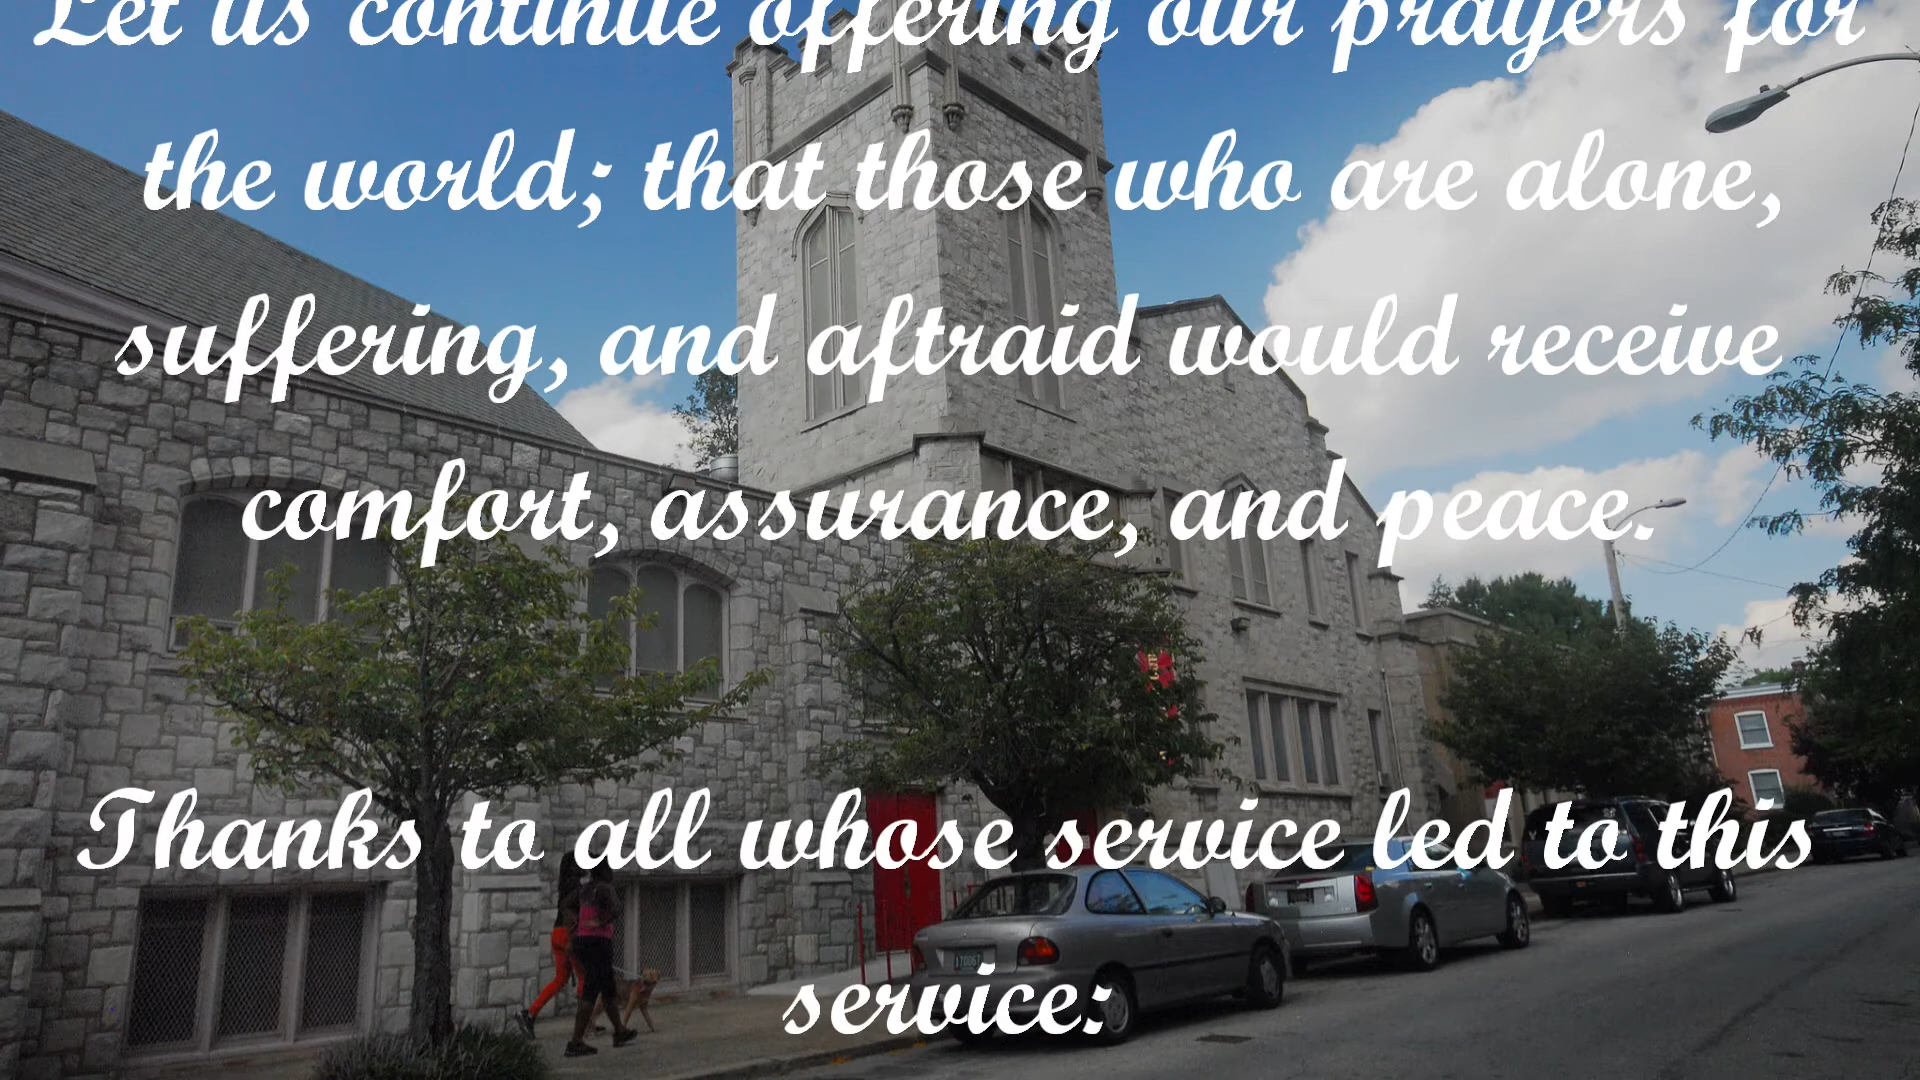 Let us continue offering our prayers for
the world; that those who are alone,
suffering, and aftraid would receive
comfort, assurance, and peace.
Thanks to all whose service led to this
service: